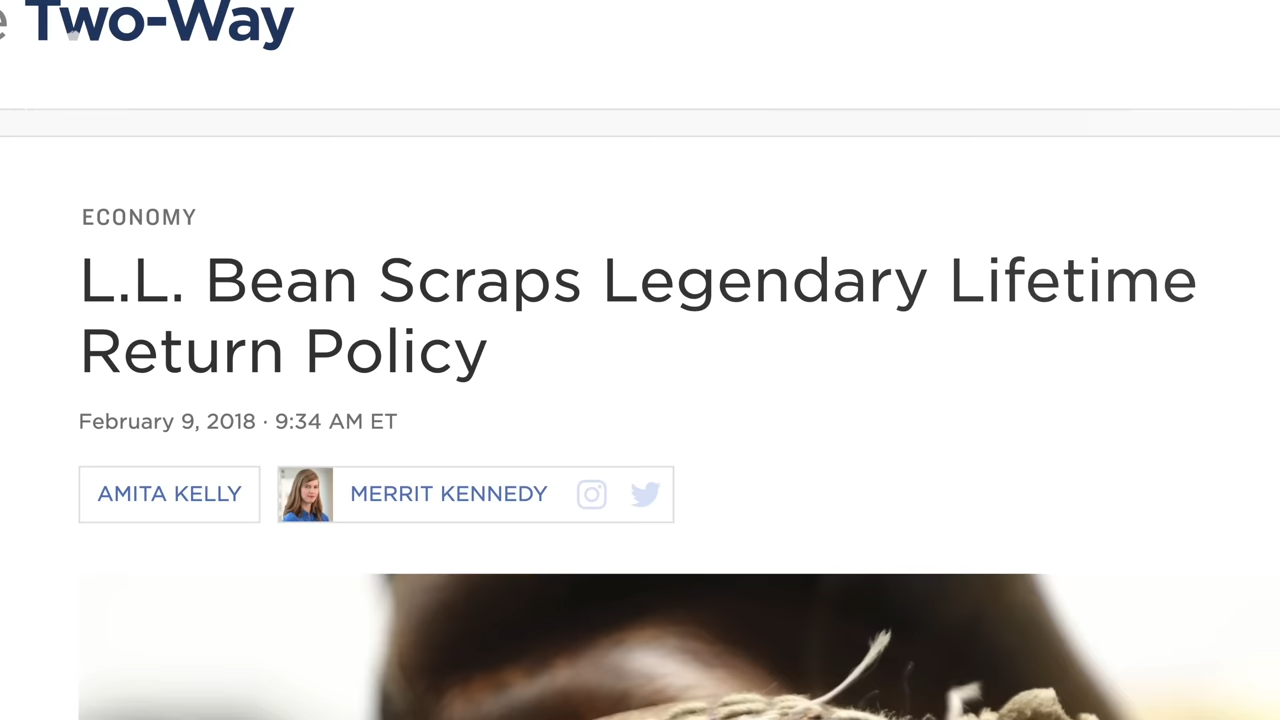 e Two-Way
ECONOMY
L.L. Bean Scraps Legendary Lifetime
Return Policy
February 9, 2018 · 9:34 AM ET
AMITA KELLY
MERRIT KENNEDY